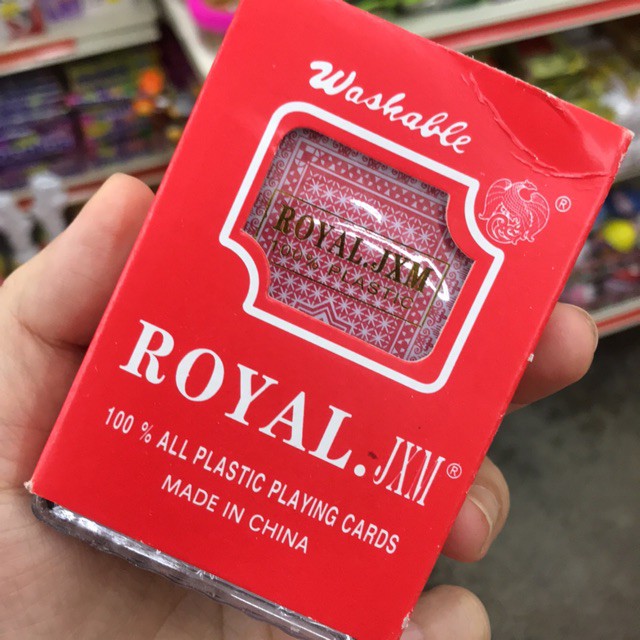 Washable
®
ROYAL.JXM
100% PLASTIC
ROYAL.JXM®
100 % ALL PLASTIC PLAYING CARDS
MADE IN CHINA